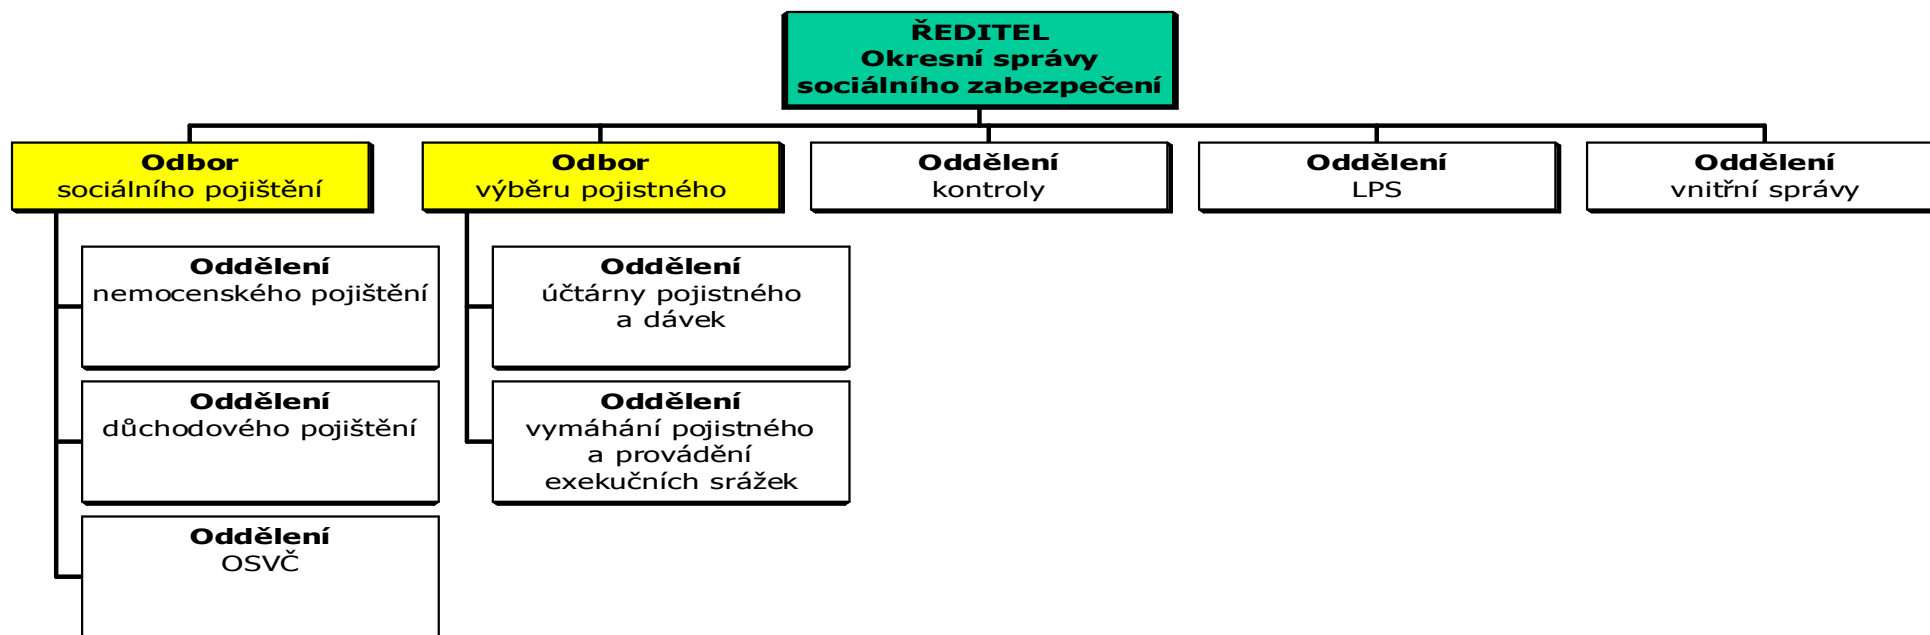 ŘEDITEL
Okresní správy
sociálního zabezpečení
Odbor
sociálního pojištění
Odbor
výběru pojistného
Oddělení
kontroly
Oddělení
LPS
Oddělení
vnitřní správy
Oddělení
nemocenského pojištění
Oddělení
účtárny pojistného
a dávek
Oddělení
důchodového pojištění
Oddělení
vymáhání pojistného
a provádění
exekučních srážek
Oddělení
OSVČ